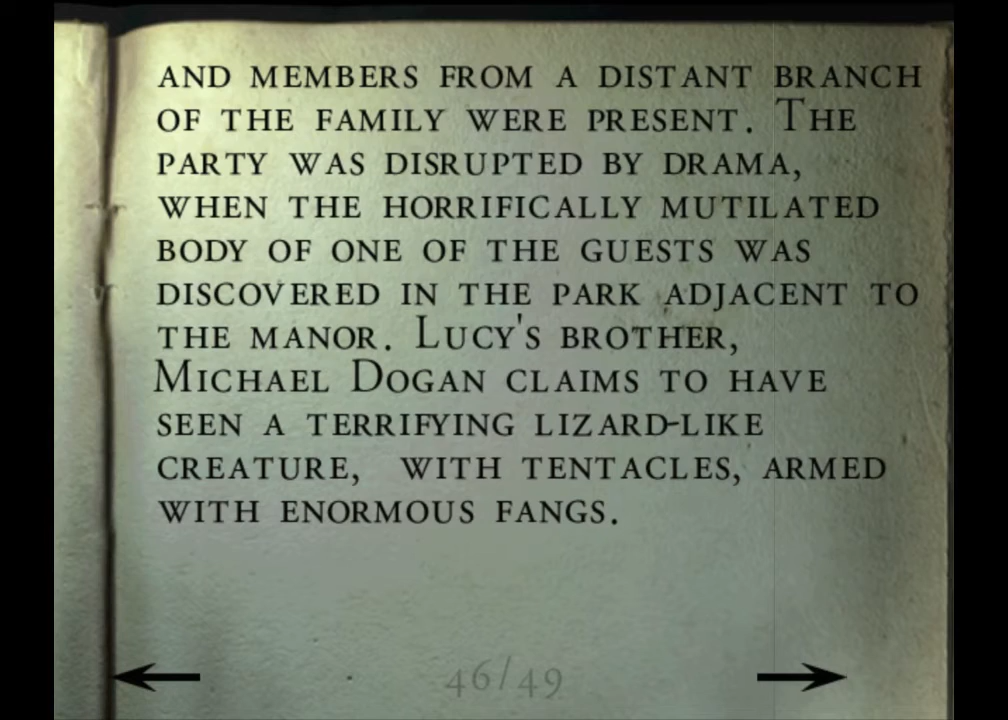 AND MEMBERS FROM A DISTANT BRANCH
OF THE FAMILY WERE PRESENT. THE
PARTY WAS DISRUPTED BY DRAMA,
WHEN THE HORRIFICALLY MUTILATED
BODY OF ONE OF THE GUESTS WAS
DISCOVERED IN THE PARK ADJACENT TO
THE MANOR. LUCY'S BROTHER,
MICHAEL DOGAN CLAIMS TO HAVE
SEEN A TERRIFYING LIZARD-LIKE
CREATURE, WITH TENTACLES, ARMED
WITH ENORMOUS FANGS.
46/49